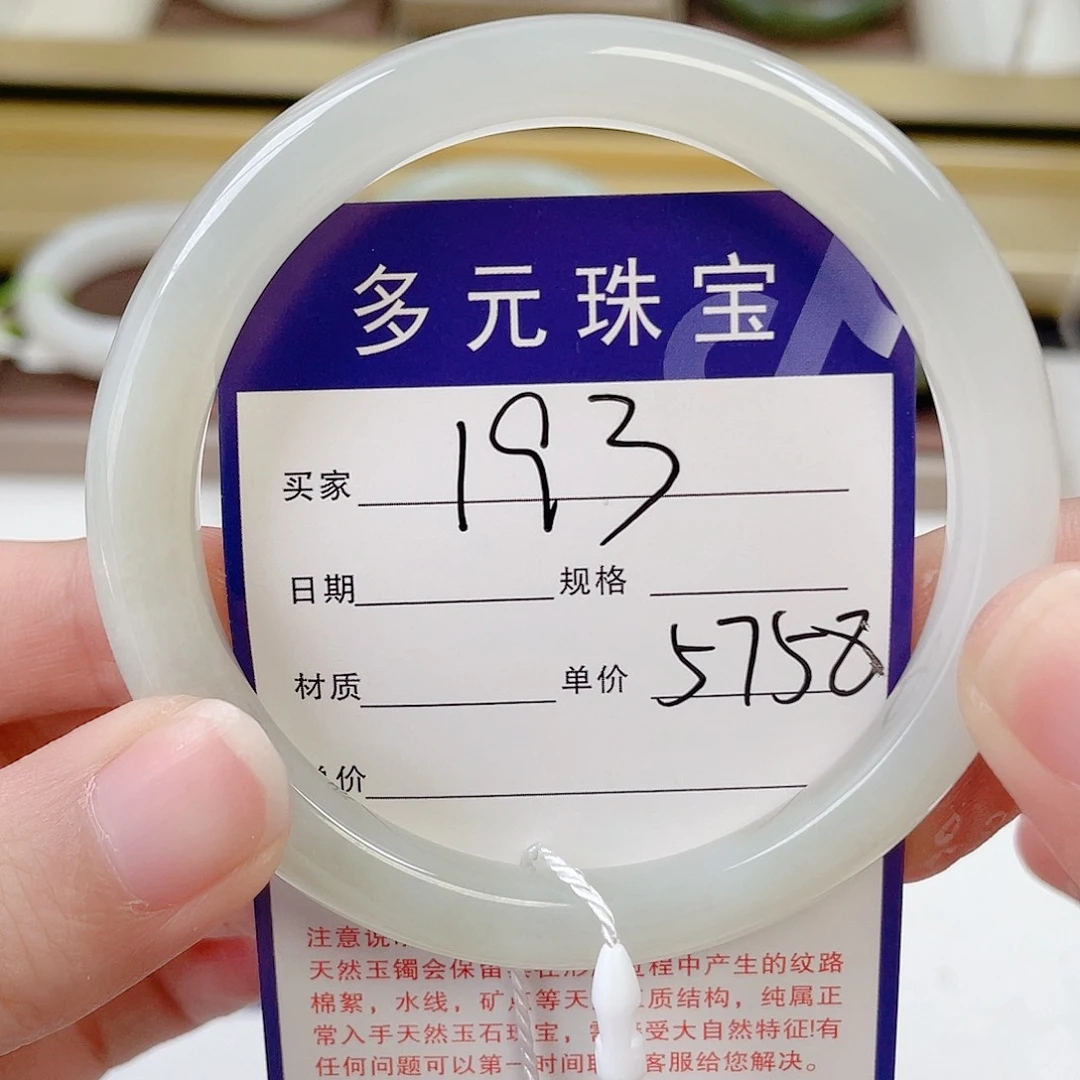 多元珠宝
买家 193
日期 规格
材质 单价 5758
价
注意说
天然玉镯会保留 程中产生的纹路
棉絮，水线，矿 等天 质结构，纯属正
常入手天然玉石珠宝，需 受大自然特征!有
任何问题可以第一时间联 客服给您解决。